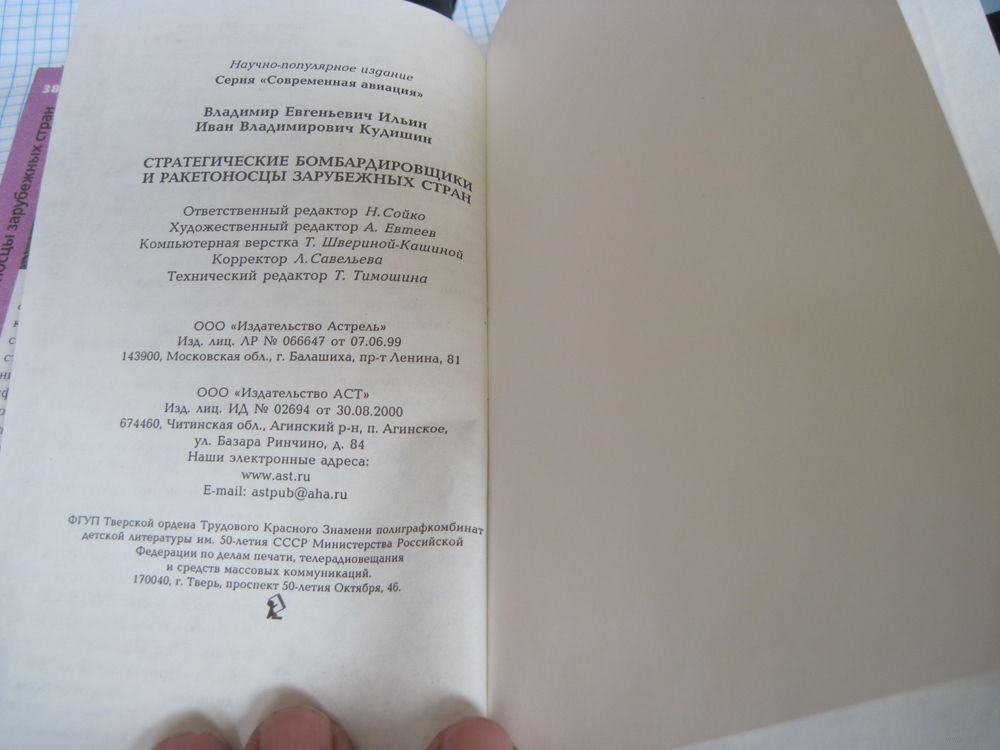 38
носцы зарубежных стран
Научно-популярное издание
Серия «Современная авиация»
Владимир Евгеньевич Ильин
Иван Владимирович Кудишин
СТРАТЕГИЧЕСКИЕ БОМБАРДИРОВЩИКИ
И РАКЕТОНОСЦЫ ЗАРУБЕЖНЫХ СТРАН
Ответственный редактор Н. Сойко
Художественный редактор А. Евтеев
Компьютерная верстка Т. Швериной-Кашиной
Корректор Л. Савельева
Технический редактор Т. Тимошина
ООО «Издательство Астрель»
Изд. лиц. ЛР № 066647 от 07.06.99
143900, Московская обл., г. Балашиха, пр-т Ленина, 81
ООО «Издательство АСТ»
Изд. лиц. ИД № 02694 от 30.08.2000
674460, Читинская обл., Агинский р-н, п. Агинское,
ул. Базара Ринчино, д. 84
Наши электронные адреса:
www.ast.ru
E-mail: astpub@aha.ru
ФГУП Тверской ордена Трудового Красного Знамени полиграфкомбинат
детской литературы им. 50-летия СССР Министерства Российской
Федерации по делам печати, телерадиовещания
и средств массовых коммуникаций.
170040, г. Тверь, проспект 50-летия Октября, 46.